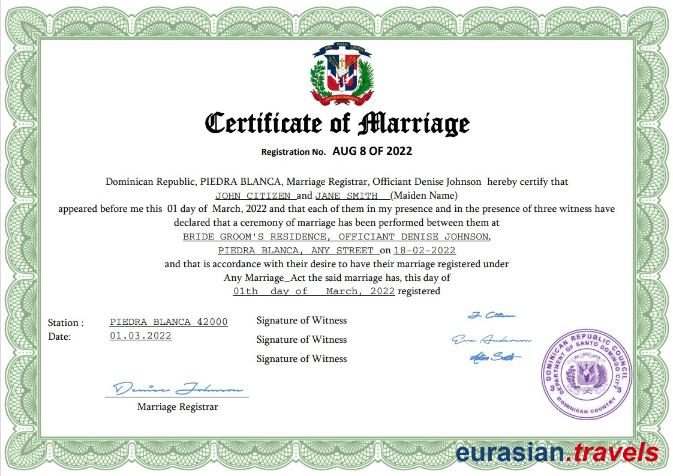 Certificate of Marriage
Registration No. AUG 8 OF 2022
Dominican Republic, PIEDRA BLANCA, Marriage Registrar, Officiant Denise Johnson hereby certify that
JOHN CITIZEN and JANE SMITH (Maiden Name)
appeared before me this 01 day of March, 2022 and that each of them in my presence and in the presence of three witness have
declared that a ceremony of marriage has been performed between them at
BRIDE GROOM'S RESIDENCE, OFFICIANT DENISE JOHNSON,
PIEDRA BLANCA, ANY STREET on 18-02-2022
and that is accordance with their desire to have their marriage registered under
Any Marriage_Act the said marriage has, this day of
01th day of March, 2022 registered
Station : PIEDRA BLANCA 42000
Date: 01.03.2022
Signature of Witness
Signature of Witness
Signature of Witness
Denise Johnson
Marriage Registrar
DOMINICAN REPUBLIC COUNCIL
DEPARTMENT OF SANTO DOMINGO CITY
DOMINICAN COUNTRY
eurasian.travels